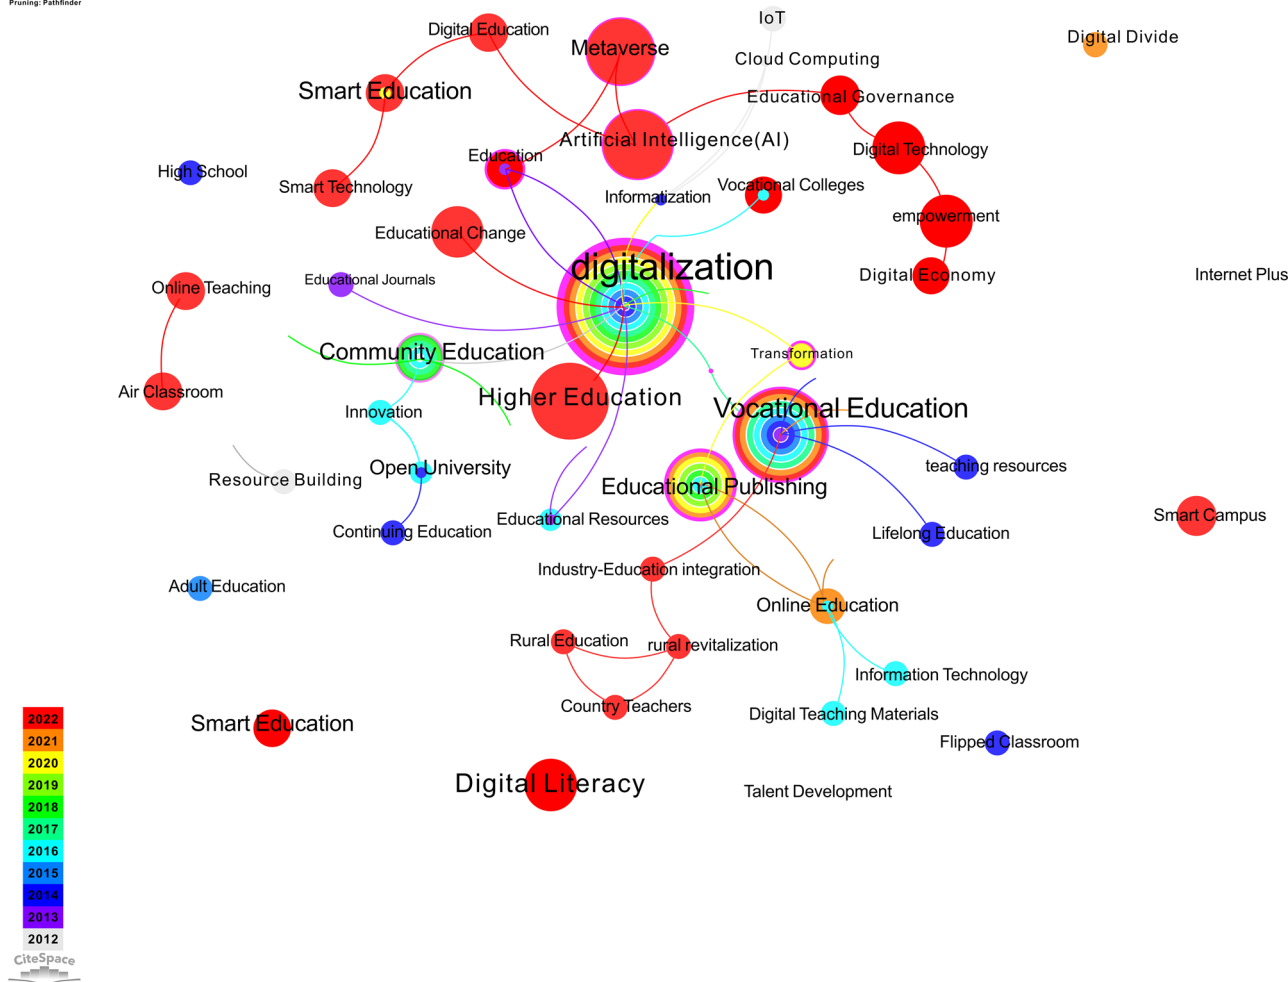 Pruning: Pathfinder
IoT
Digital Education
Digital Divide
Metaverse
Cloud Computing
Smart Education
Educational Governance
Artificial Intelligence(AI)
Digital Technology
Education
High School
Smart Technology
Vocational Colleges
Informatization
empowerment
Educational Change
digitalization
Digital Economy
Internet Plus
Educational Journals
Online Teaching
Community Education
Transformation
Air Classroom
Higher Education
Innovation
Vocational Education
Open University
teaching resources
Resource Building
Educational Publishing
Smart Campus
Educational Resources
Continuing Education
Lifelong Education
Industry-Education integration
Adult Education
Online Education
Rural Education
rural revitalization
Information Technology
Country Teachers
Digital Teaching Materials
Smart Education
Flipped Classroom
Digital Literacy
Talent Development
2022
2021
2020
2019
2018
2017
2016
2015
2014
2013
2012
CiteSpace